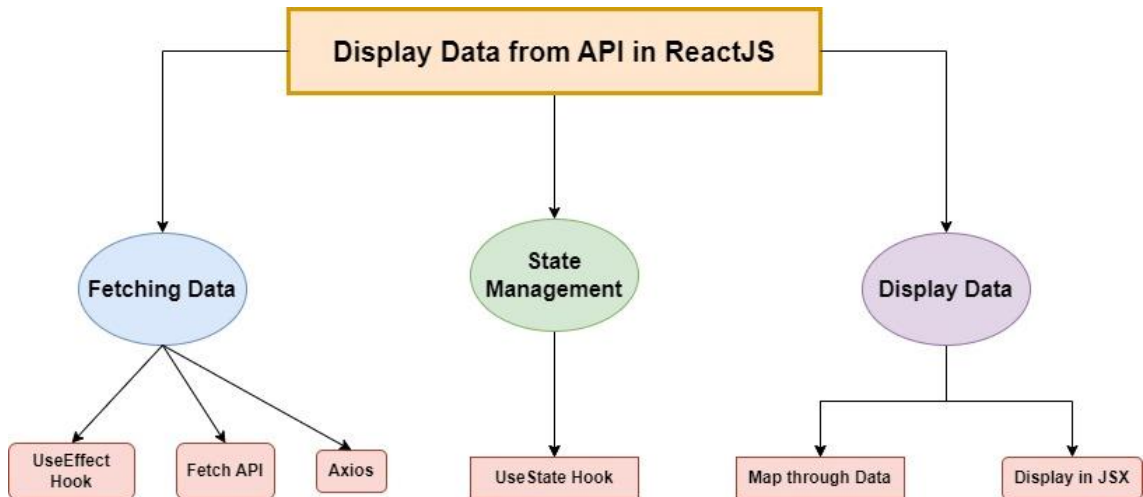 Display Data from API in ReactJS
Fetching Data
State
Management
Display Data
UseEffect
Hook
Fetch API
Axios
UseState Hook
Map through Data
Display in JSX